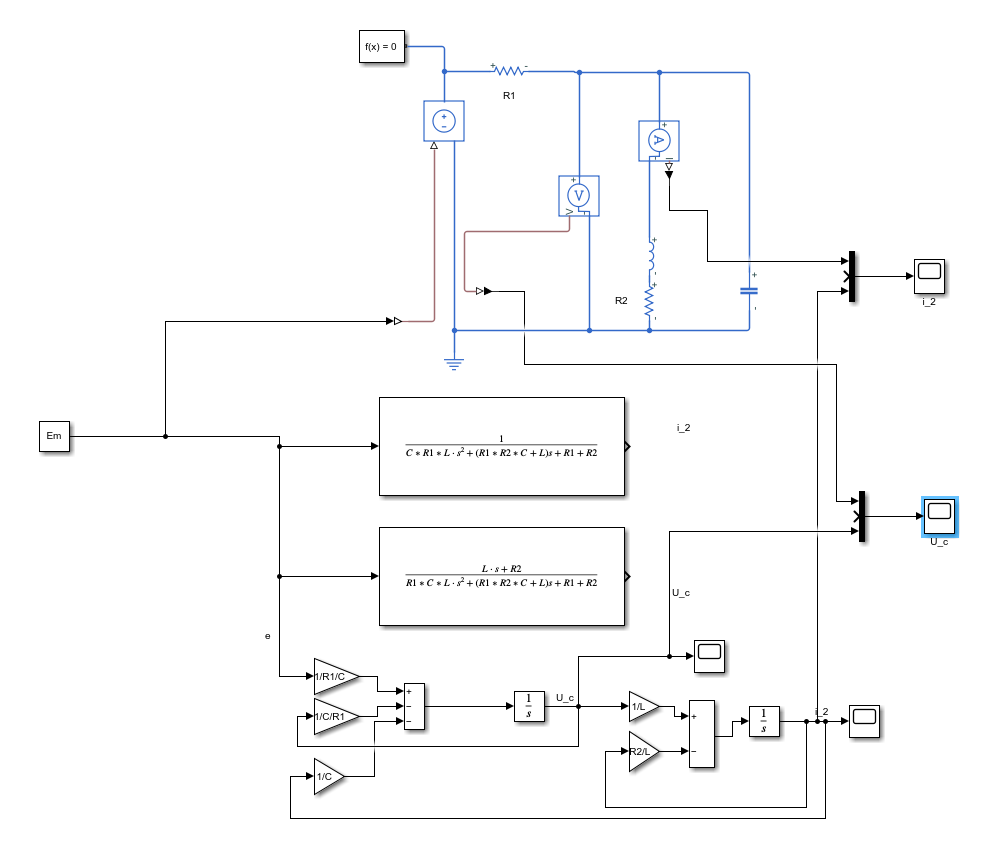 f(x) = 0
+
-
R1
+
-
+
A
-
I
+
V
V
-
+
-
+
-
R2
+
-
i_2
Em
1
C * R1 * L · s² + (R1 * R2 * C + L)s + R1 + R2
i_2
L · s + R2
R1 * C * L · s² + (R1 * R2 * C + L)s + R1 + R2
U_c
U_c
e
1/R1/C
1/C/R1
1/C
+
−
−
1
s
U_c
1/L
R2/L
+
−
1
s
i_2